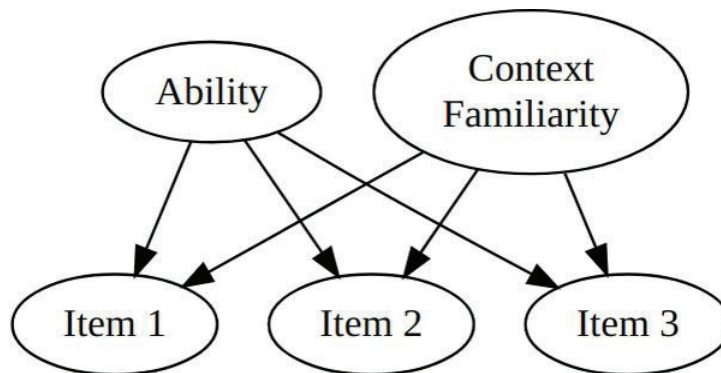 Ability
Context
Familiarity
Item 1
Item 2
Item 3